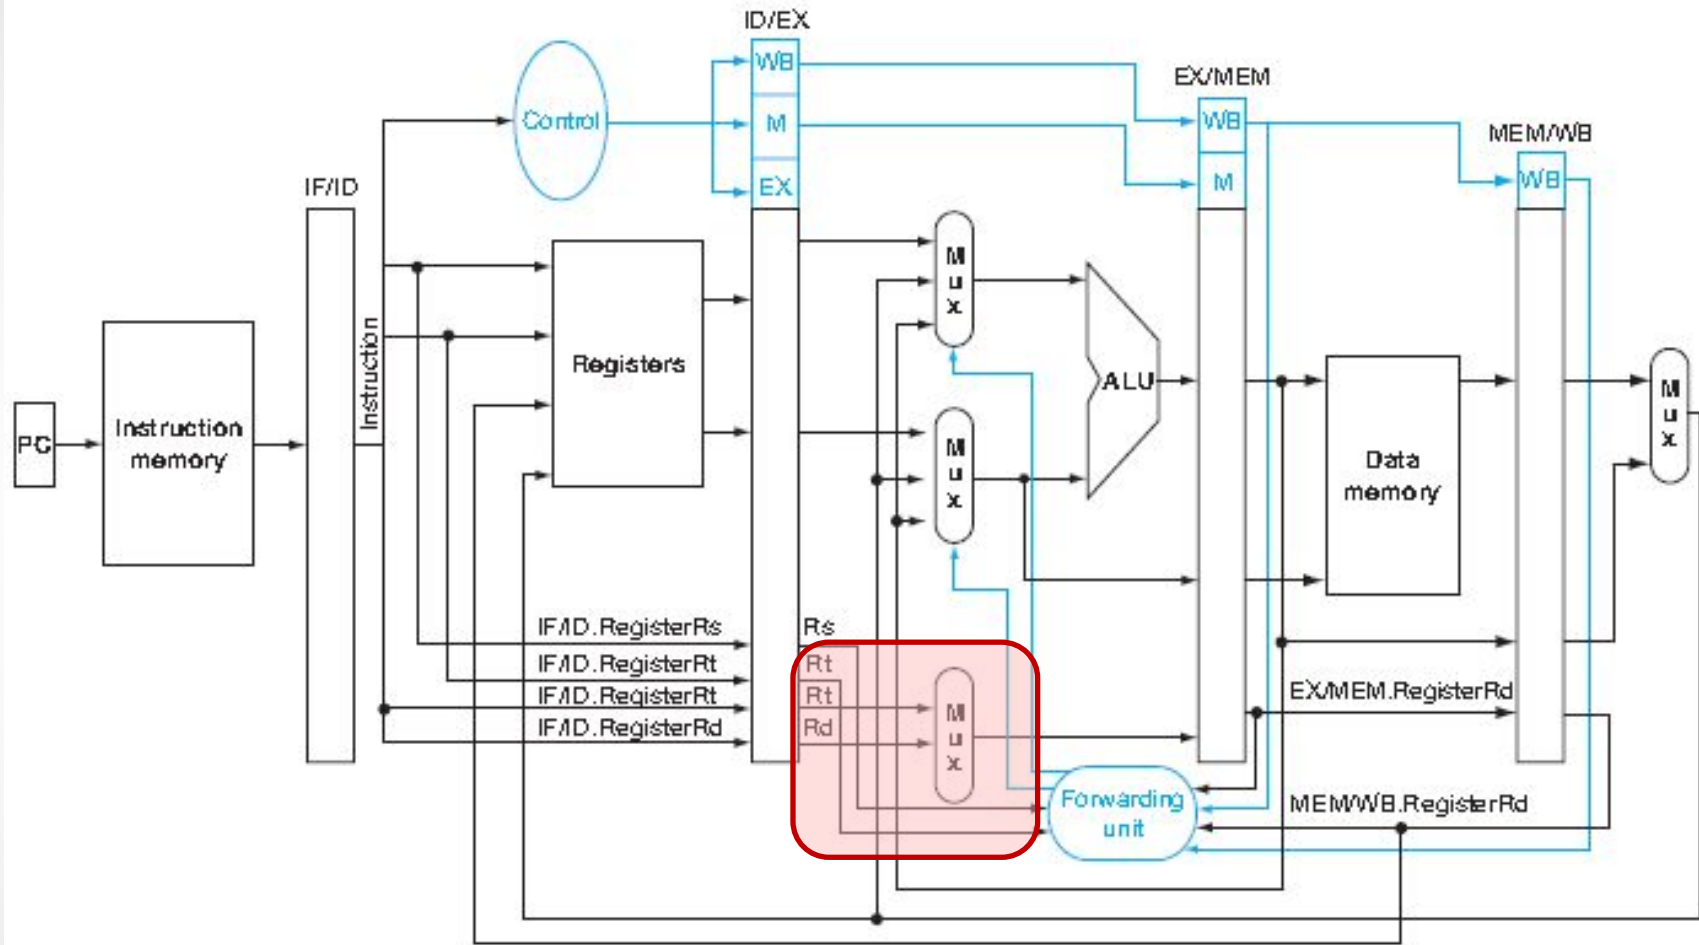 ID/EX
WB
EX/MEM
Control
M
WB
MEM/WB
IF/ID
EX
M
WB
M
u
x
Instruction
Registers
ALU
M
u
x
PC
Instruction
memory
M
u
x
Data
memory
IF/ID.RegisterRs
Rs
IF/ID.RegisterRt
Rt
IF/ID.RegisterRt
Rt
EX/MEM.RegisterRd
IF/ID.RegisterRd
Rd
M
u
x
Forwarding
unit
MEM/WB.RegisterRd